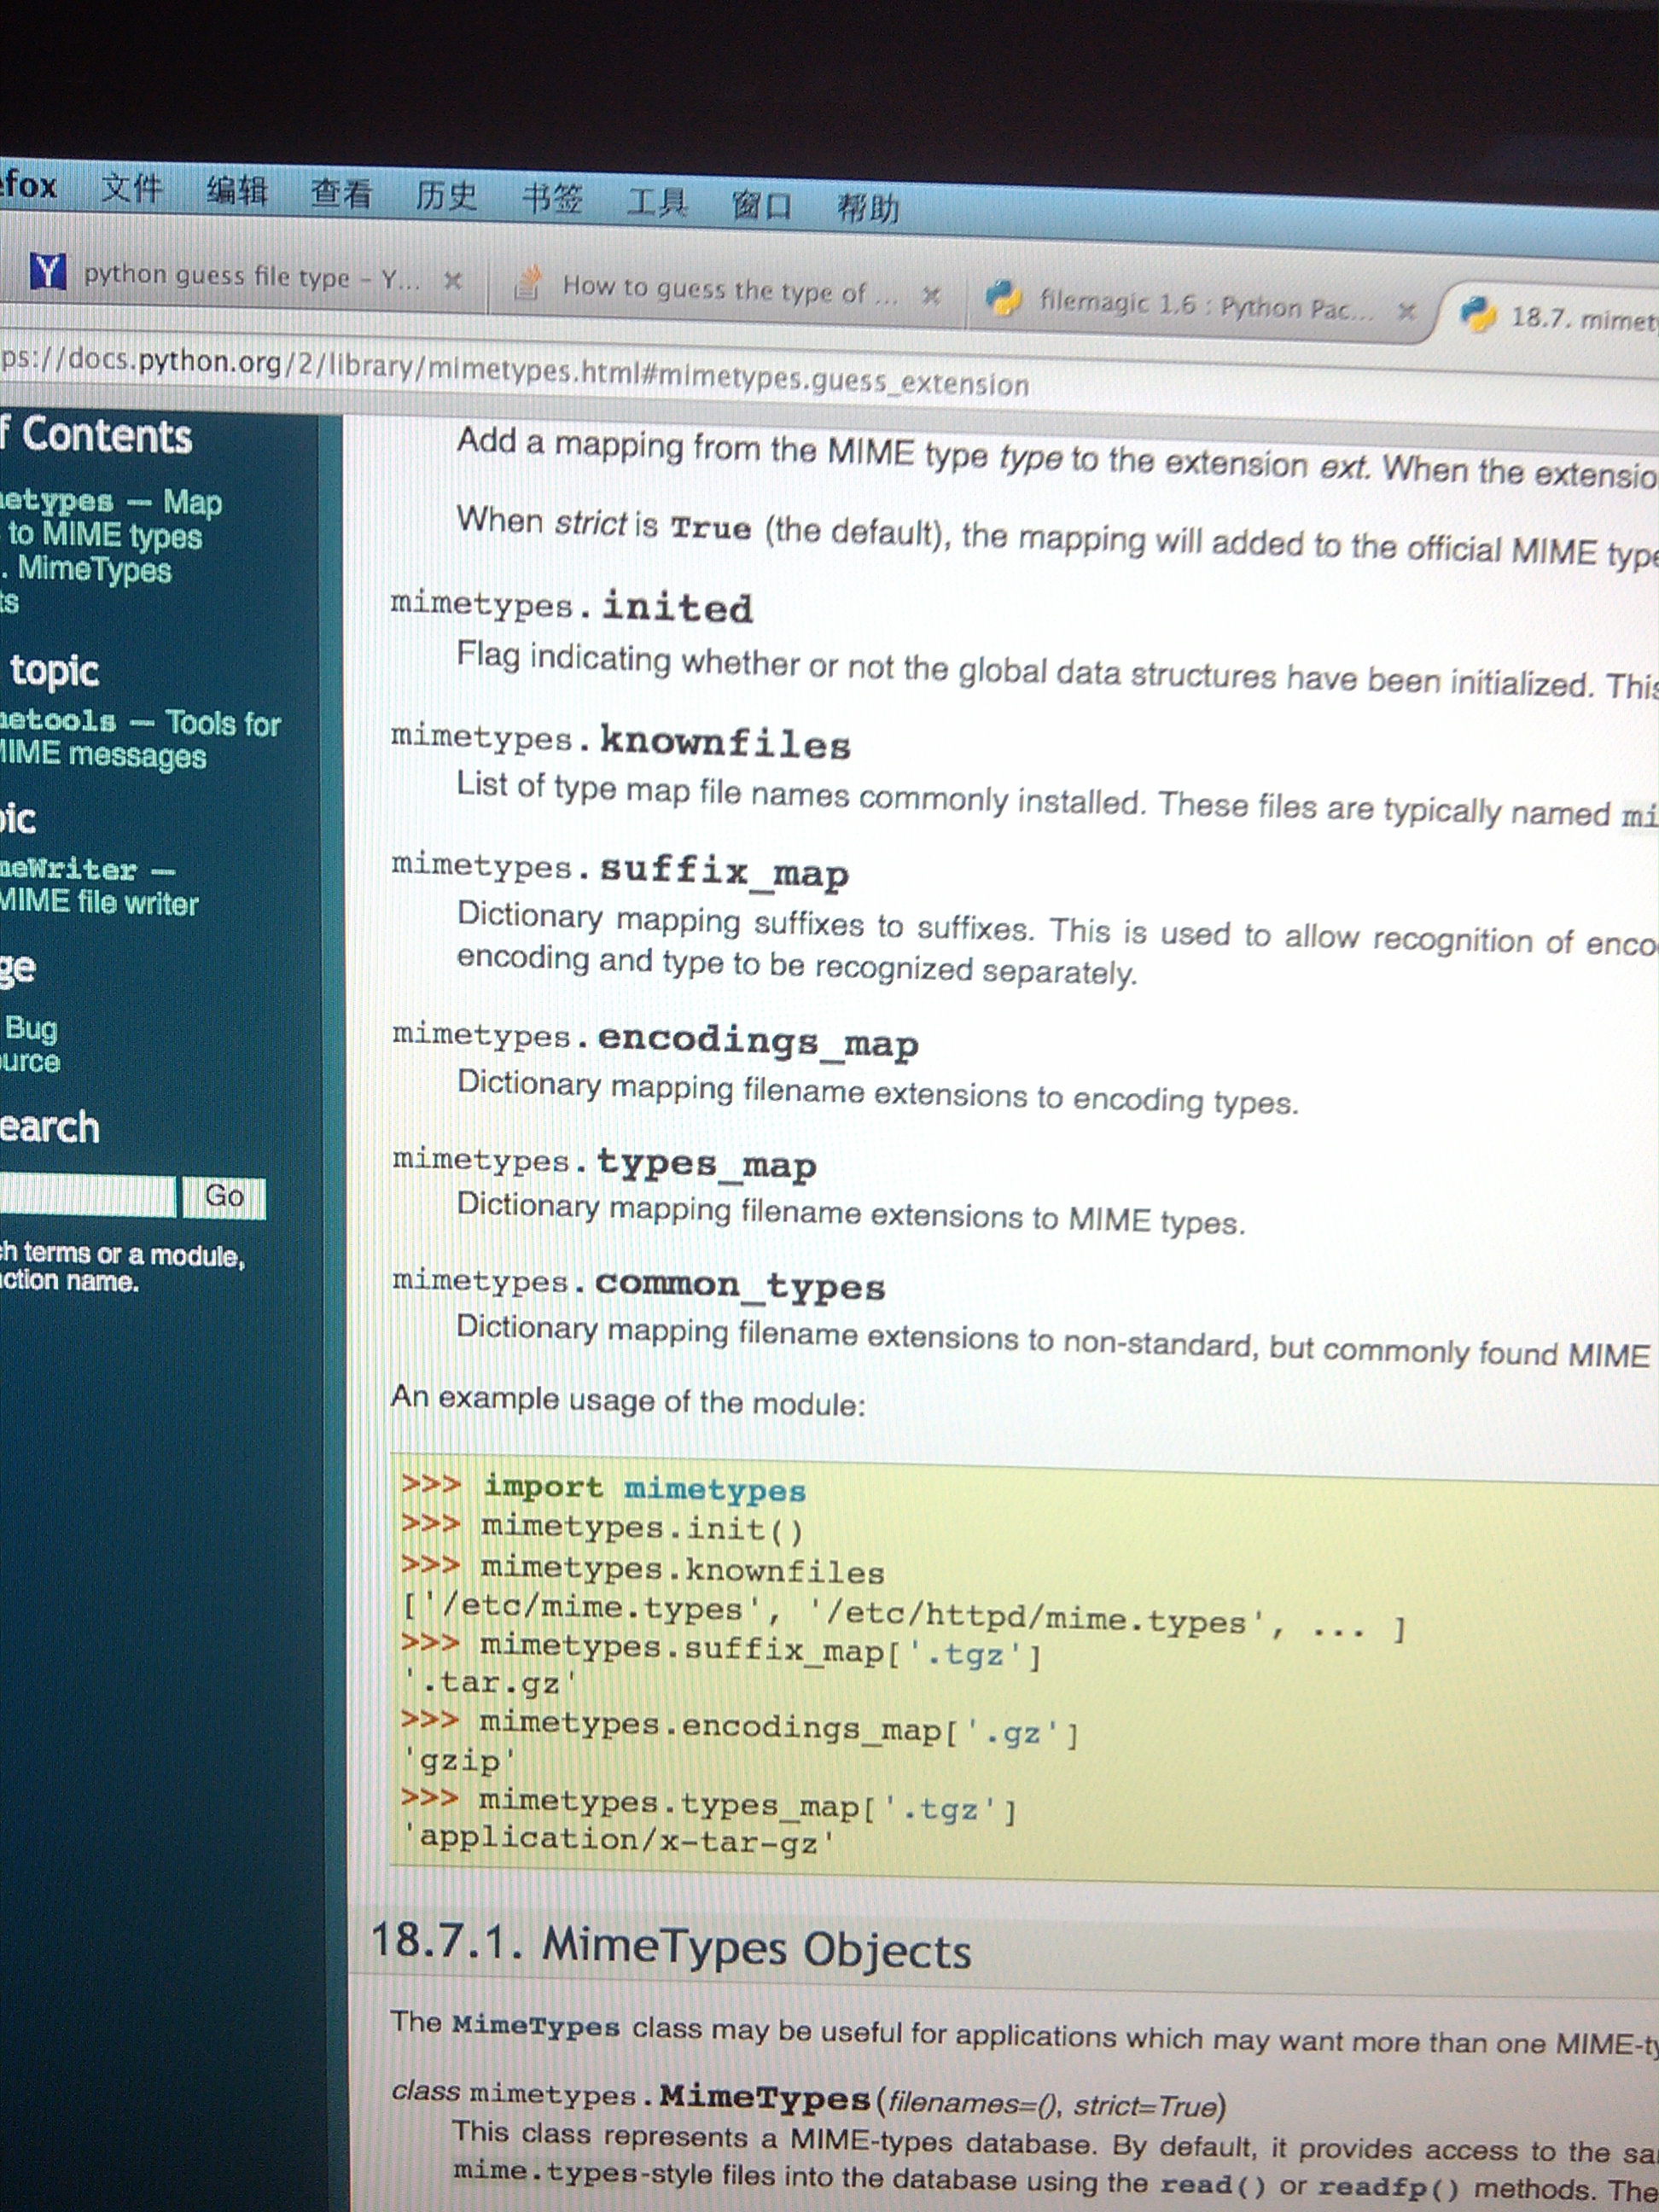 fox 文件 编辑 查看 历史 书签 工具 窗口 帮助
Y python guess file type - Y... × How to guess the type of ... × filemagic 1.6 : Python Pac... × 18.7. mimety
ps://docs.python.org/2/library/mimetypes.html#mimetypes.guess_extension
f Contents
etypes — Map
to MIME types
. MimeTypes
ts
topic
etools — Tools for
MIME messages
ic
meWriter —
MIME file writer
ge
Bug
urce
earch
Go
ch terms or a module,
ction name.
Add a mapping from the MIME type type to the extension ext. When the extensio
When strict is True (the default), the mapping will added to the official MIME type
mimetypes.inited
Flag indicating whether or not the global data structures have been initialized. This
mimetypes.knownfiles
List of type map file names commonly installed. These files are typically named mi
mimetypes.suffix_map
Dictionary mapping suffixes to suffixes. This is used to allow recognition of enco
encoding and type to be recognized separately.
mimetypes.encodings_map
Dictionary mapping filename extensions to encoding types.
mimetypes.types_map
Dictionary mapping filename extensions to MIME types.
mimetypes.common_types
Dictionary mapping filename extensions to non-standard, but commonly found MIME
An example usage of the module:
>>> import mimetypes
>>> mimetypes.init()
>>> mimetypes.knownfiles
['/etc/mime.types', '/etc/httpd/mime.types', ... ]
>>> mimetypes.suffix_map['.tgz']
'.tar.gz'
>>> mimetypes.encodings_map['.gz']
'gzip'
>>> mimetypes.types_map['.tgz']
'application/x-tar-gz'
18.7.1. MimeTypes Objects
The MimeTypes class may be useful for applications which may want more than one MIME-ty
class mimetypes.MimeTypes(filenames=(), strict=True)
This class represents a MIME-types database. By default, it provides access to the sa
mime.types-style files into the database using the read() or readfp() methods. The